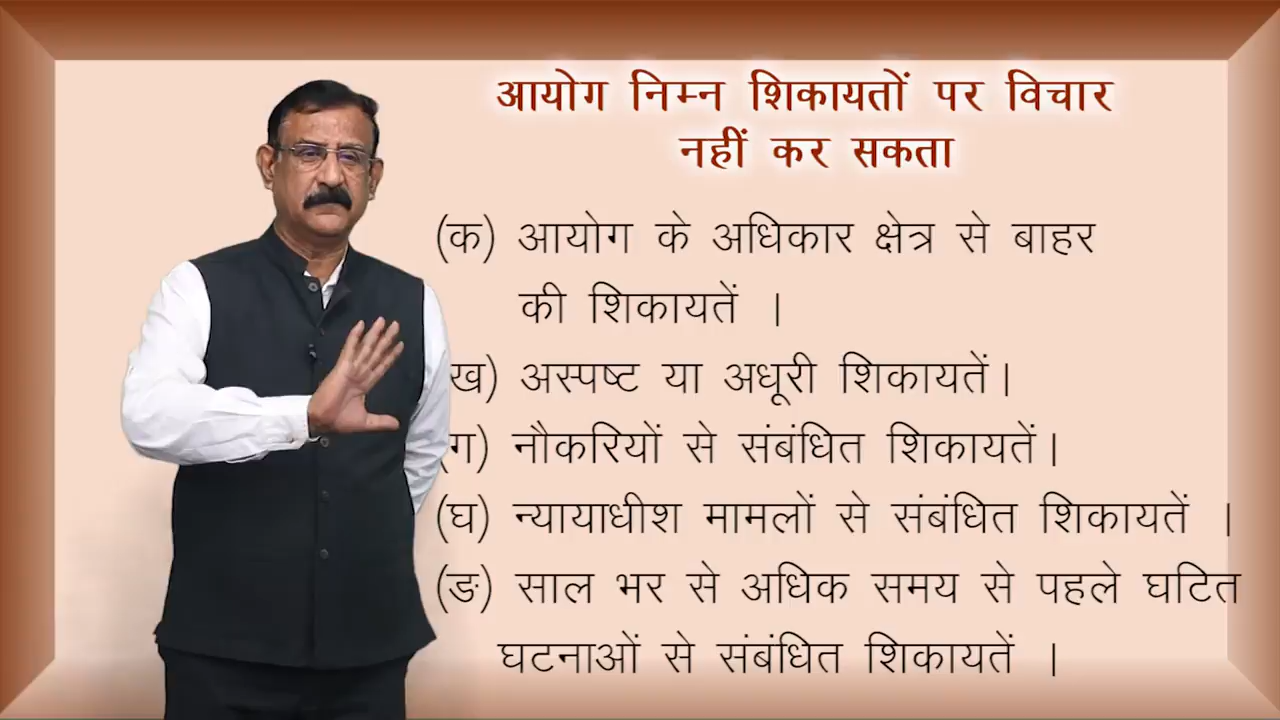 आयोग निम्न शिकायतों पर विचार
नहीं कर सकता
(क) आयोग के अधिकार क्षेत्र से बाहर
की शिकायतें ।
ख) अस्पष्ट या अधूरी शिकायतें।
ग) नौकरियों से संबंधित शिकायतें।
(घ) न्यायाधीश मामलों से संबंधित शिकायतें ।
(ङ) साल भर से अधिक समय से पहले घटित
घटनाओं से संबंधित शिकायतें ।